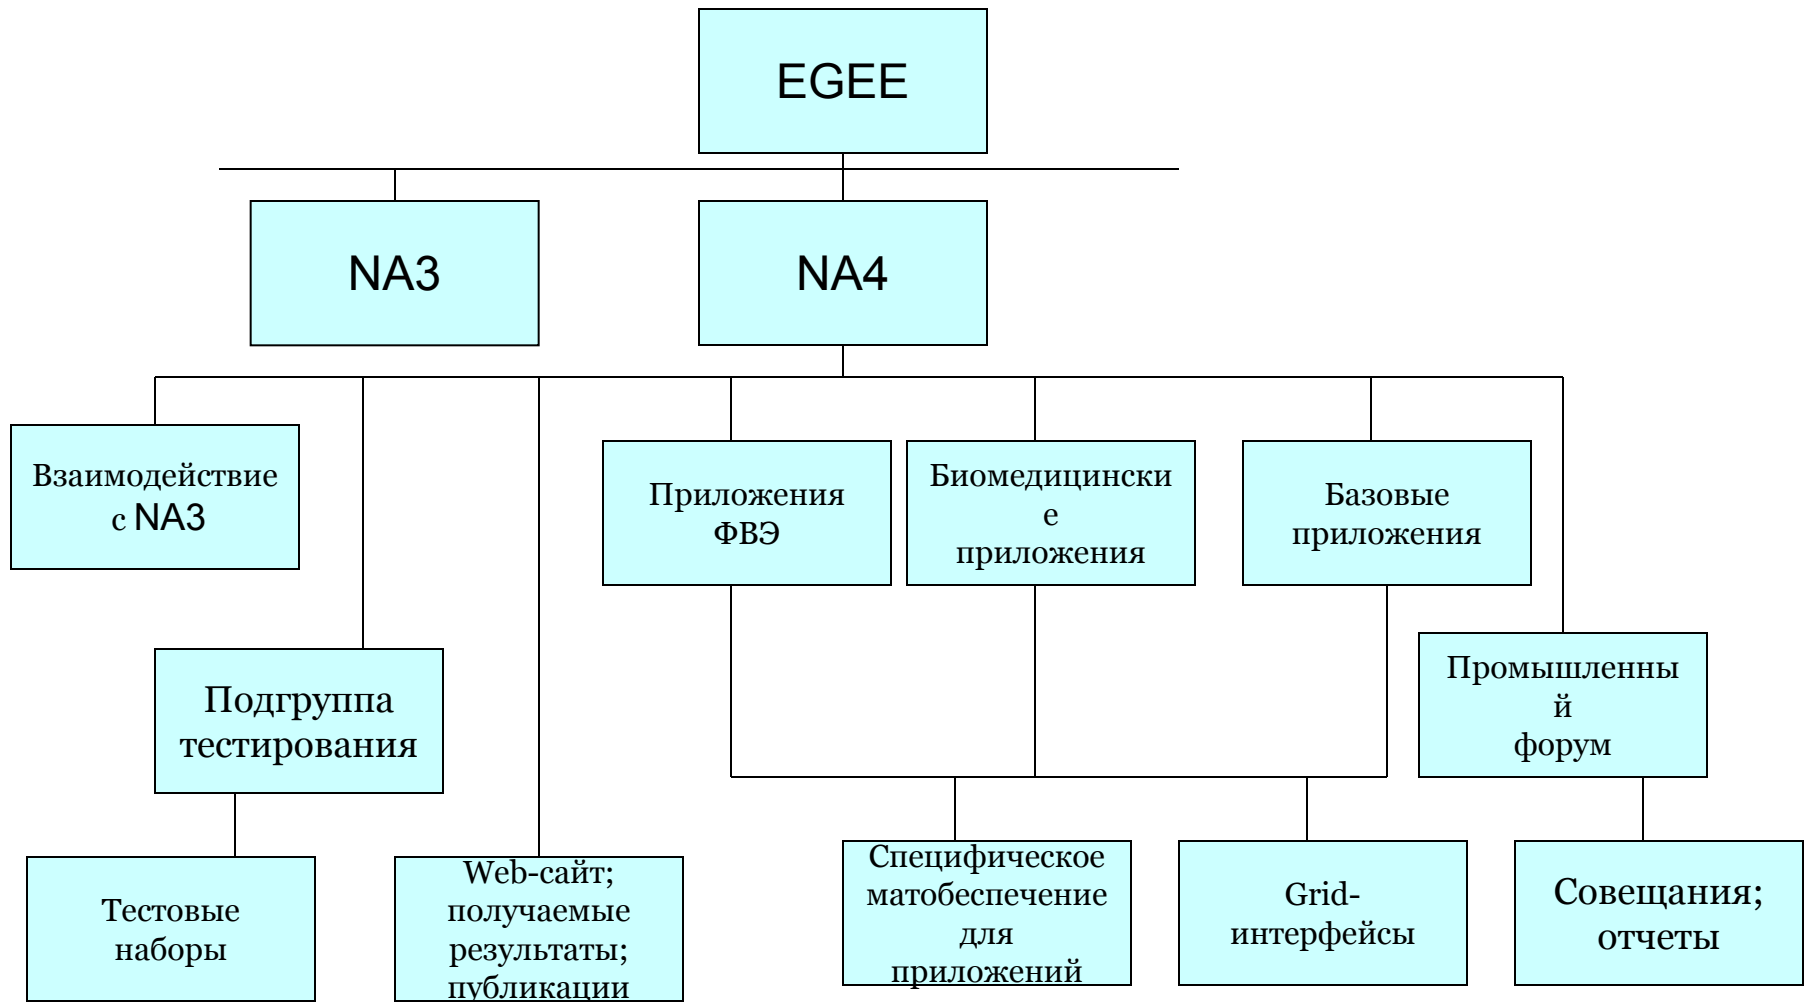 EGEE
NA3
NA4
Взаимодействие
с NA3
Приложения
ФВЭ
Биомедицински
е
приложения
Базовые
приложения
Подгруппа
тестирования
Промышленны
й
форум
Тестовые
наборы
Web-сайт;
получаемые
результаты;
публикации
Специфическое
матобеспечение
для
приложений
Grid-
интерфейсы
Совещания;
отчеты